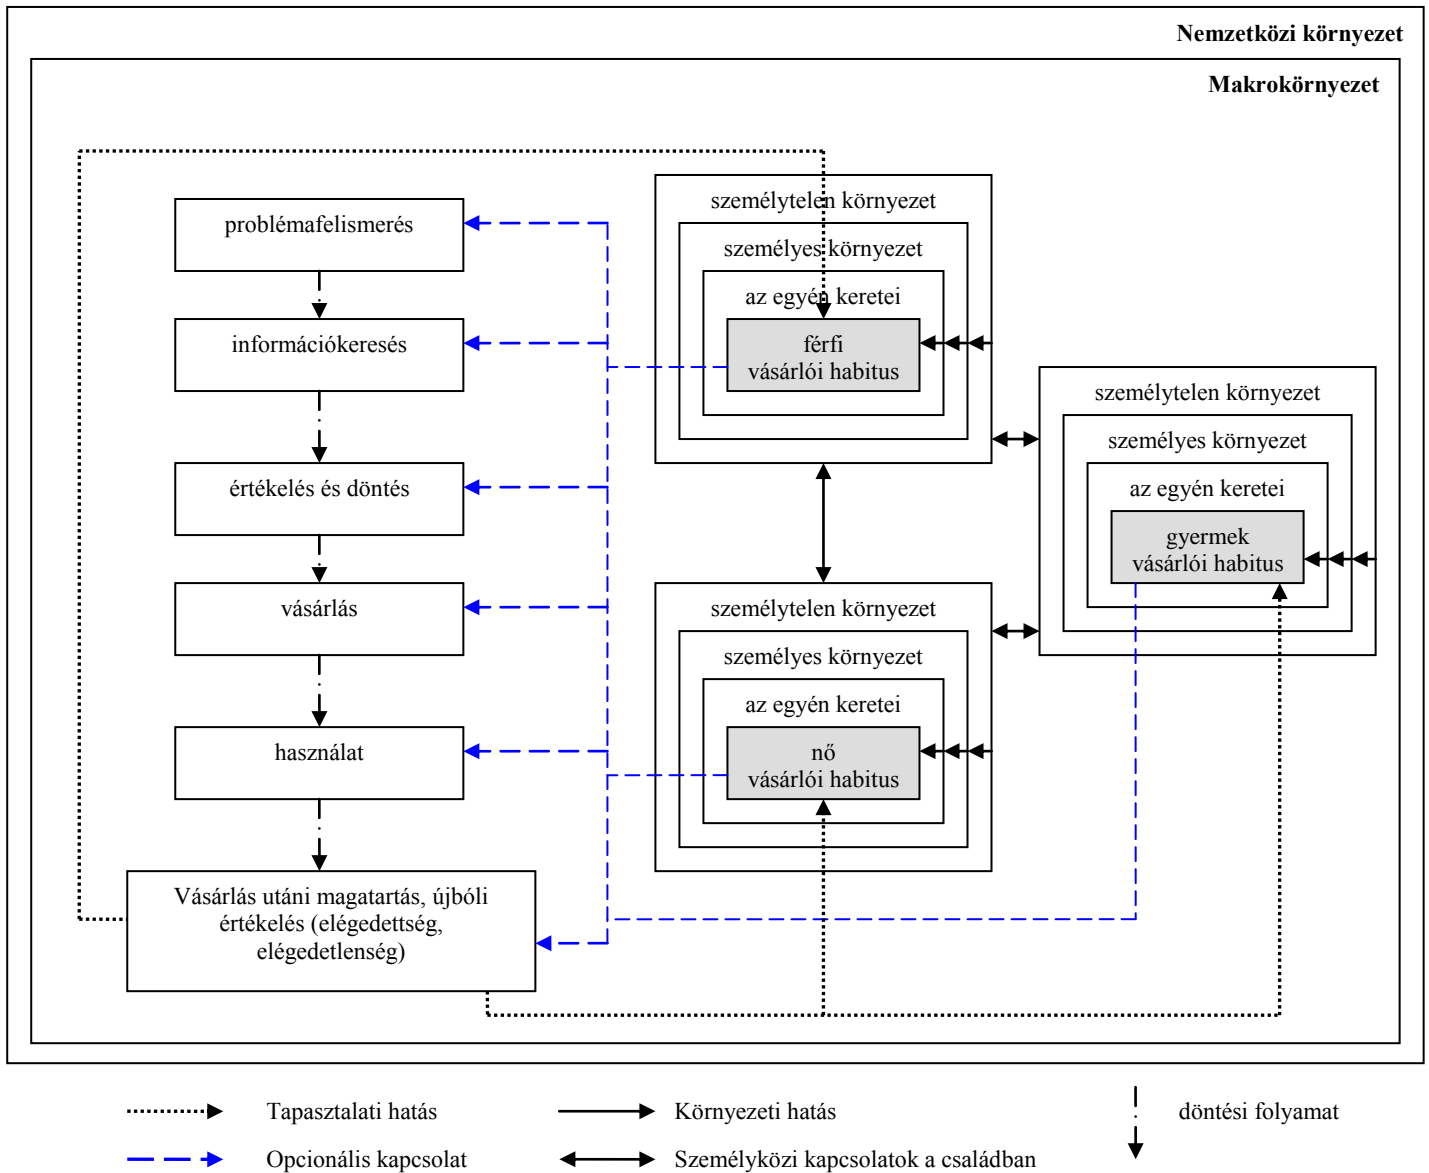 Nemzetközi környezet
Makrokörnyezet
problémafelismerés
információkeresés
értékelés és döntés
vásárlás
használat
Vásárlás utáni magatartás, újbóli
értékelés (elégedettség,
elégedetlenség)
személytelen környezet
személyes környezet
az egyén keretei
férfi
vásárlói habitus
személytelen környezet
személyes környezet
az egyén keretei
gyermek
vásárlói habitus
személytelen környezet
személyes környezet
az egyén keretei
nő
vásárlói habitus
Tapasztalati hatás
Környezeti hatás
döntési folyamat
Opcionális kapcsolat
Személyközi kapcsolatok a családban